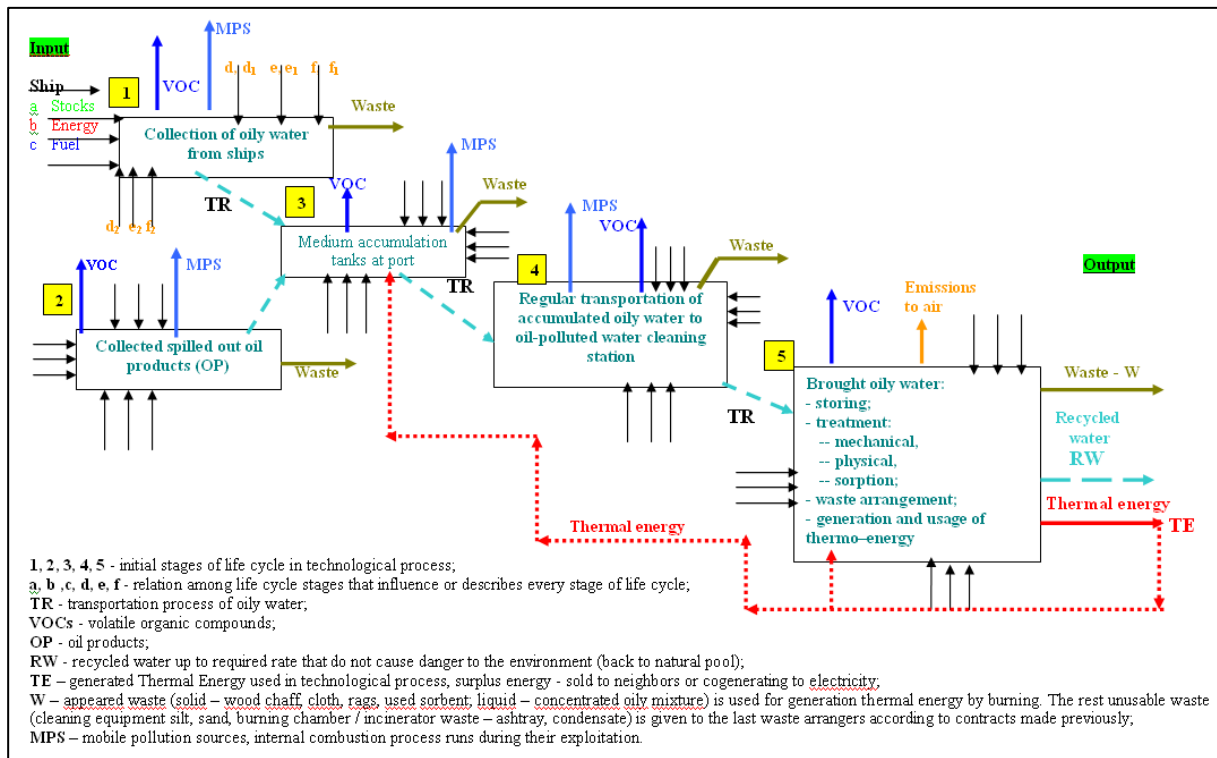 Input
MPS
Ship
VOC
d, d1 e, e1 f f1
Waste
1
a Stocks
b Energy
c Fuel
Collection of oily water
from ships
MPS
d2 e2 f2
TR
3
VOC
Waste
Medium accumulation
tanks at port
TR
MPS
VOC
Waste
4
Regular transportation of
accumulated oily water to
oil-polluted water cleaning
station
TR
VOC
MPS
2
Collected spilled out oil
products (OP)
Waste
Output
Emissions
to air
VOC
5
Brought oily water:
- storing;
- treatment:
-- mechanical,
-- physical,
-- sorption;
- waste arrangement;
- generation and usage of
thermo–energy
Waste - W
Recycled
water
RW
Thermal energy
TE
Thermal energy
1, 2, 3, 4, 5 - initial stages of life cycle in technological process;
a, b ,c, d, e, f - relation among life cycle stages that influence or describes every stage of life cycle;
TR - transportation process of oily water;
VOCs - volatile organic compounds;
OP - oil products;
RW - recycled water up to required rate that do not cause danger to the environment (back to natural pool);
TE – generated Thermal Energy used in technological process, surplus energy - sold to neighbors or cogenerating to electricity;
W – appeared waste (solid – wood chaff, cloth, rags, used sorbent; liquid – concentrated oily mixture) is used for generation thermal energy by burning. The rest unusable waste
(cleaning equipment silt, sand, burning chamber / incinerator waste – ashtray, condensate) is given to the last waste arrangers according to contracts made previously;
MPS – mobile pollution sources, internal combustion process runs during their exploitation.